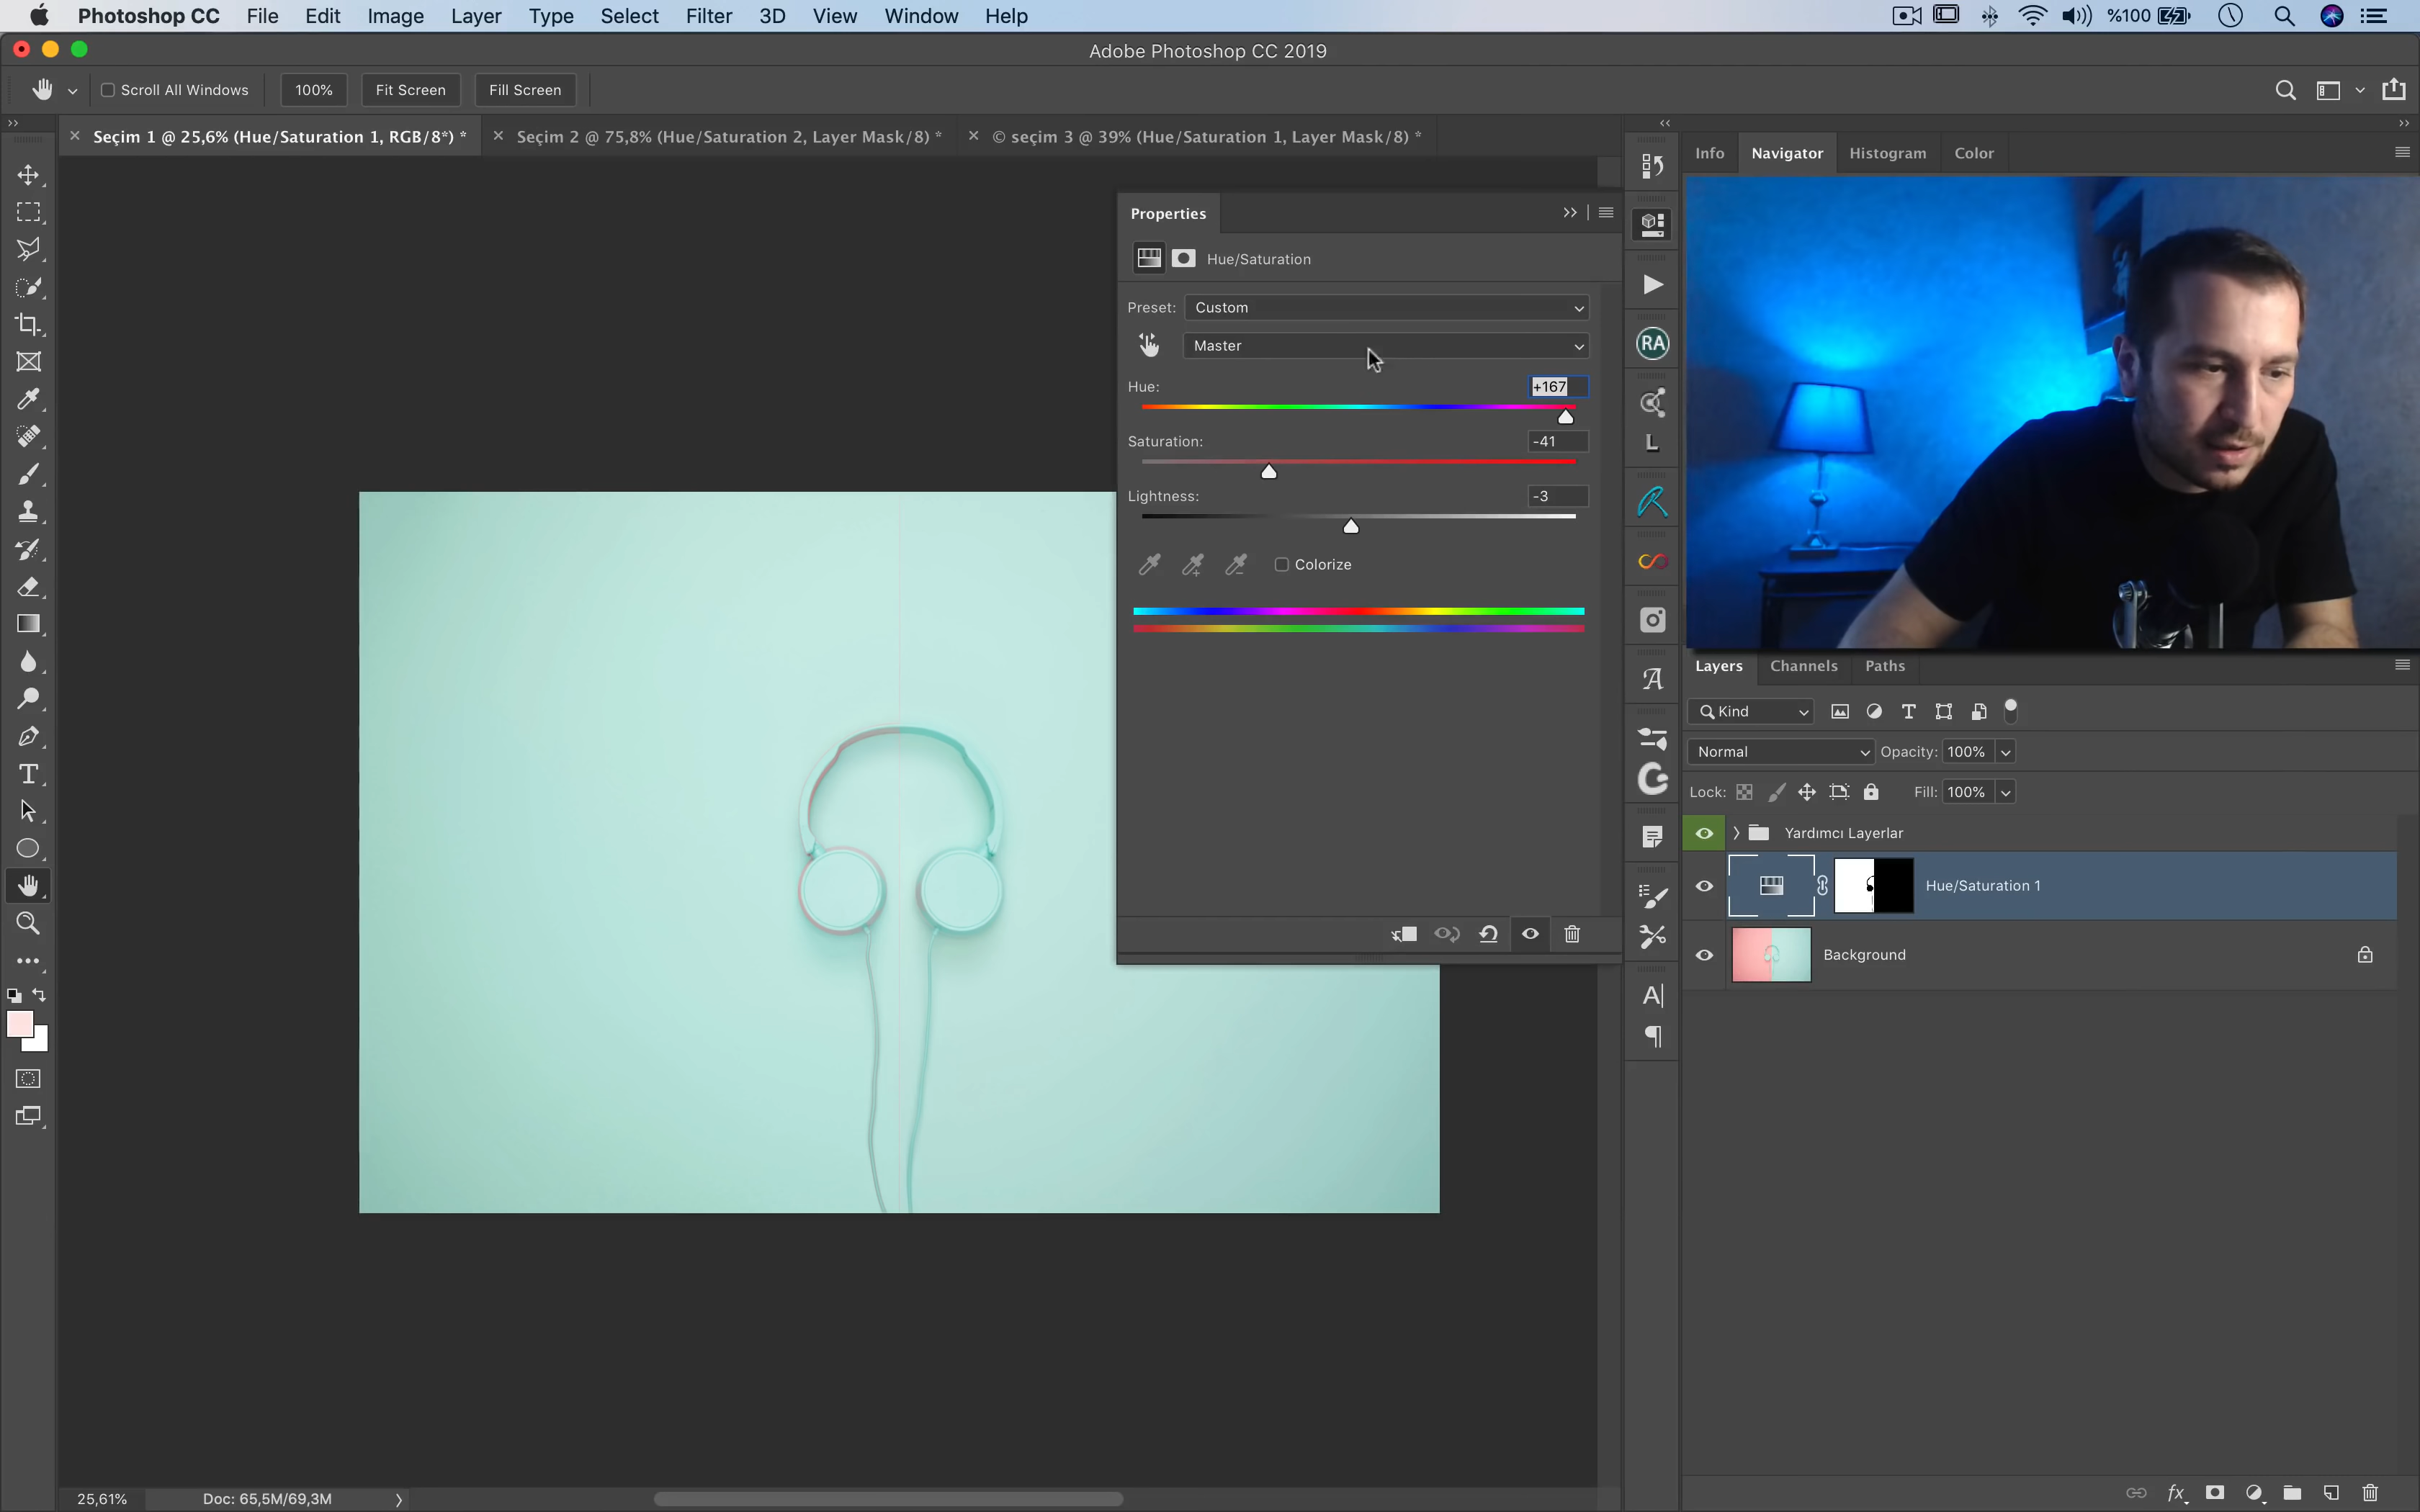 Photoshop CC File Edit Image Layer Type Select Filter 3D View Window Help %100
Adobe Photoshop CC 2019
Scroll All Windows 100% Fit Screen Fill Screen
Seçim 1 @ 25,6% (Hue/Saturation 1, RGB/8*) * Seçim 2 @ 75,8% (Hue/Saturation 2, Layer Mask/8) * © seçim 3 @ 39% (Hue/Saturation 1, Layer Mask/8) *
Info Navigator Histogram Color
Properties
Hue/Saturation
Preset: Custom
Master
RA
Hue: +167
Saturation: -41
L
Lightness: -3
Colorize
Layers Channels Paths
Kind
Normal Opacity: 100%
Lock: Fill: 100%
Yardımcı Layerlar
Hue/Saturation 1
Background
25,61% Doc: 65,5M/69,3M
fx